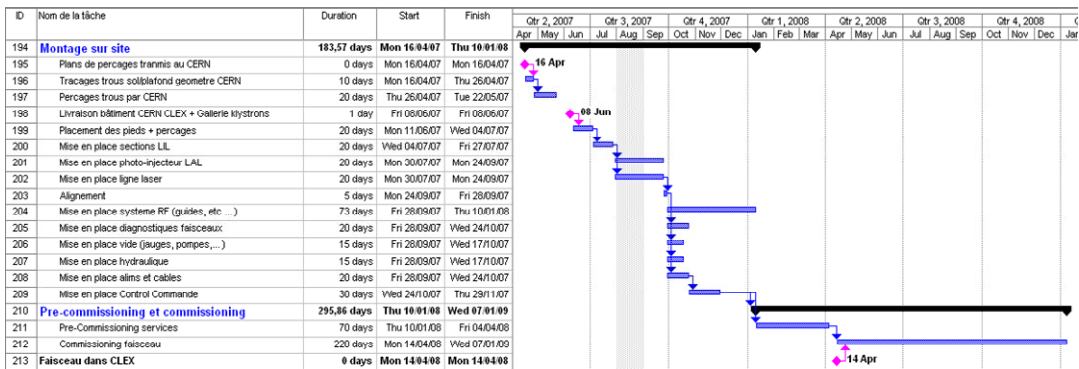 ID Nom de la tâche Duration Start Finish Qtr 2, 2007 Qtr 3, 2007 Qtr 4, 2007 Qtr 1, 2008 Qtr 2, 2008 Qtr 3, 2008 Qtr 4, 2008 Q
Apr May Jun Jul Aug Sep Oct Nov Dec Jan Feb Mar Apr May Jun Jul Aug Sep Oct Nov Dec Jan
194 Montage sur site 183,57 days Mon 16/04/07 Thu 10/01/08
195 Plans de percages tranmis au CERN 0 days Mon 16/04/07 Mon 16/04/07 16 Apr
196 Tracages trous sol/plafond geometre CERN 10 days Mon 16/04/07 Thu 26/04/07
197 Percages trous par CERN 20 days Thu 26/04/07 Tue 22/05/07
198 Livraison bâtiment CERN CLEX + Gallerie klystrons 1 day Fri 08/06/07 Fri 08/06/07 08 Jun
199 Placement des pieds + percages 20 days Mon 11/06/07 Wed 04/07/07
200 Mise en place sections LIL 20 days Wed 04/07/07 Fri 27/07/07
201 Mise en place photo-injecteur LAL 20 days Mon 30/07/07 Mon 24/09/07
202 Mise en place ligne laser 20 days Mon 30/07/07 Mon 24/09/07
203 Alignement 5 days Mon 24/09/07 Fri 28/09/07
204 Mise en place systeme RF (guides, etc ...) 73 days Fri 28/09/07 Thu 10/01/08
205 Mise en place diagnostiques faisceaux 20 days Fri 28/09/07 Wed 24/10/07
206 Mise en place vide (jauges, pompes,...) 15 days Fri 28/09/07 Wed 17/10/07
207 Mise en place hydraulique 15 days Fri 28/09/07 Wed 17/10/07
208 Mise en place alims et cables 20 days Fri 28/09/07 Wed 24/10/07
209 Mise en place Control Commande 30 days Wed 24/10/07 Thu 29/11/07
210 Pre-commissioning et commissioning 295,86 days Thu 10/01/08 Wed 07/01/09
211 Pre-Commissioning services 70 days Thu 10/01/08 Fri 04/04/08
212 Commissioning faisceau 220 days Mon 14/04/08 Wed 07/01/09
213 Faisceau dans CLEX 0 days Mon 14/04/08 Mon 14/04/08 14 Apr